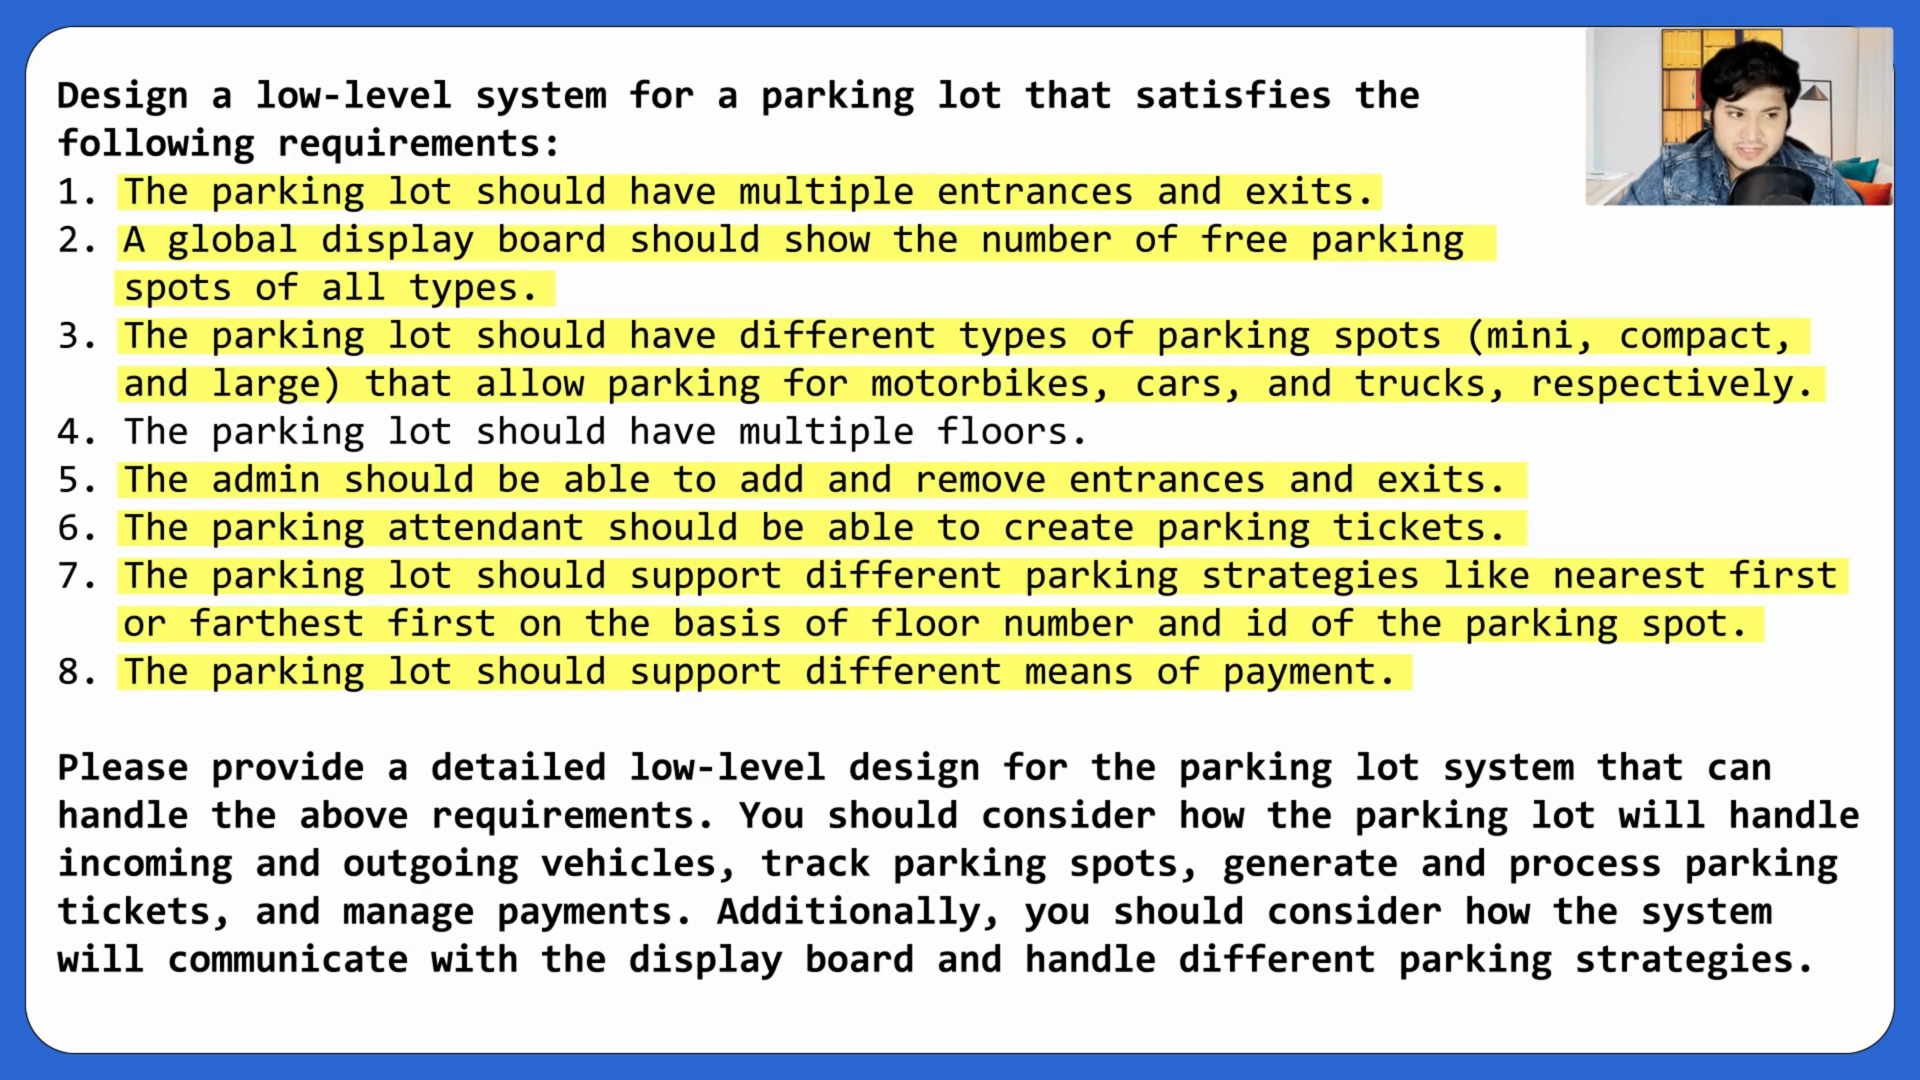 Design a low-level system for a parking lot that satisfies the
following requirements:
1. The parking lot should have multiple entrances and exits.
2. A global display board should show the number of free parking
spots of all types.
3. The parking lot should have different types of parking spots (mini, compact,
and large) that allow parking for motorbikes, cars, and trucks, respectively.
4. The parking lot should have multiple floors.
5. The admin should be able to add and remove entrances and exits.
6. The parking attendant should be able to create parking tickets.
7. The parking lot should support different parking strategies like nearest first
or farthest first on the basis of floor number and id of the parking spot.
8. The parking lot should support different means of payment.
Please provide a detailed low-level design for the parking lot system that can
handle the above requirements. You should consider how the parking lot will handle
incoming and outgoing vehicles, track parking spots, generate and process parking
tickets, and manage payments. Additionally, you should consider how the system
will communicate with the display board and handle different parking strategies.